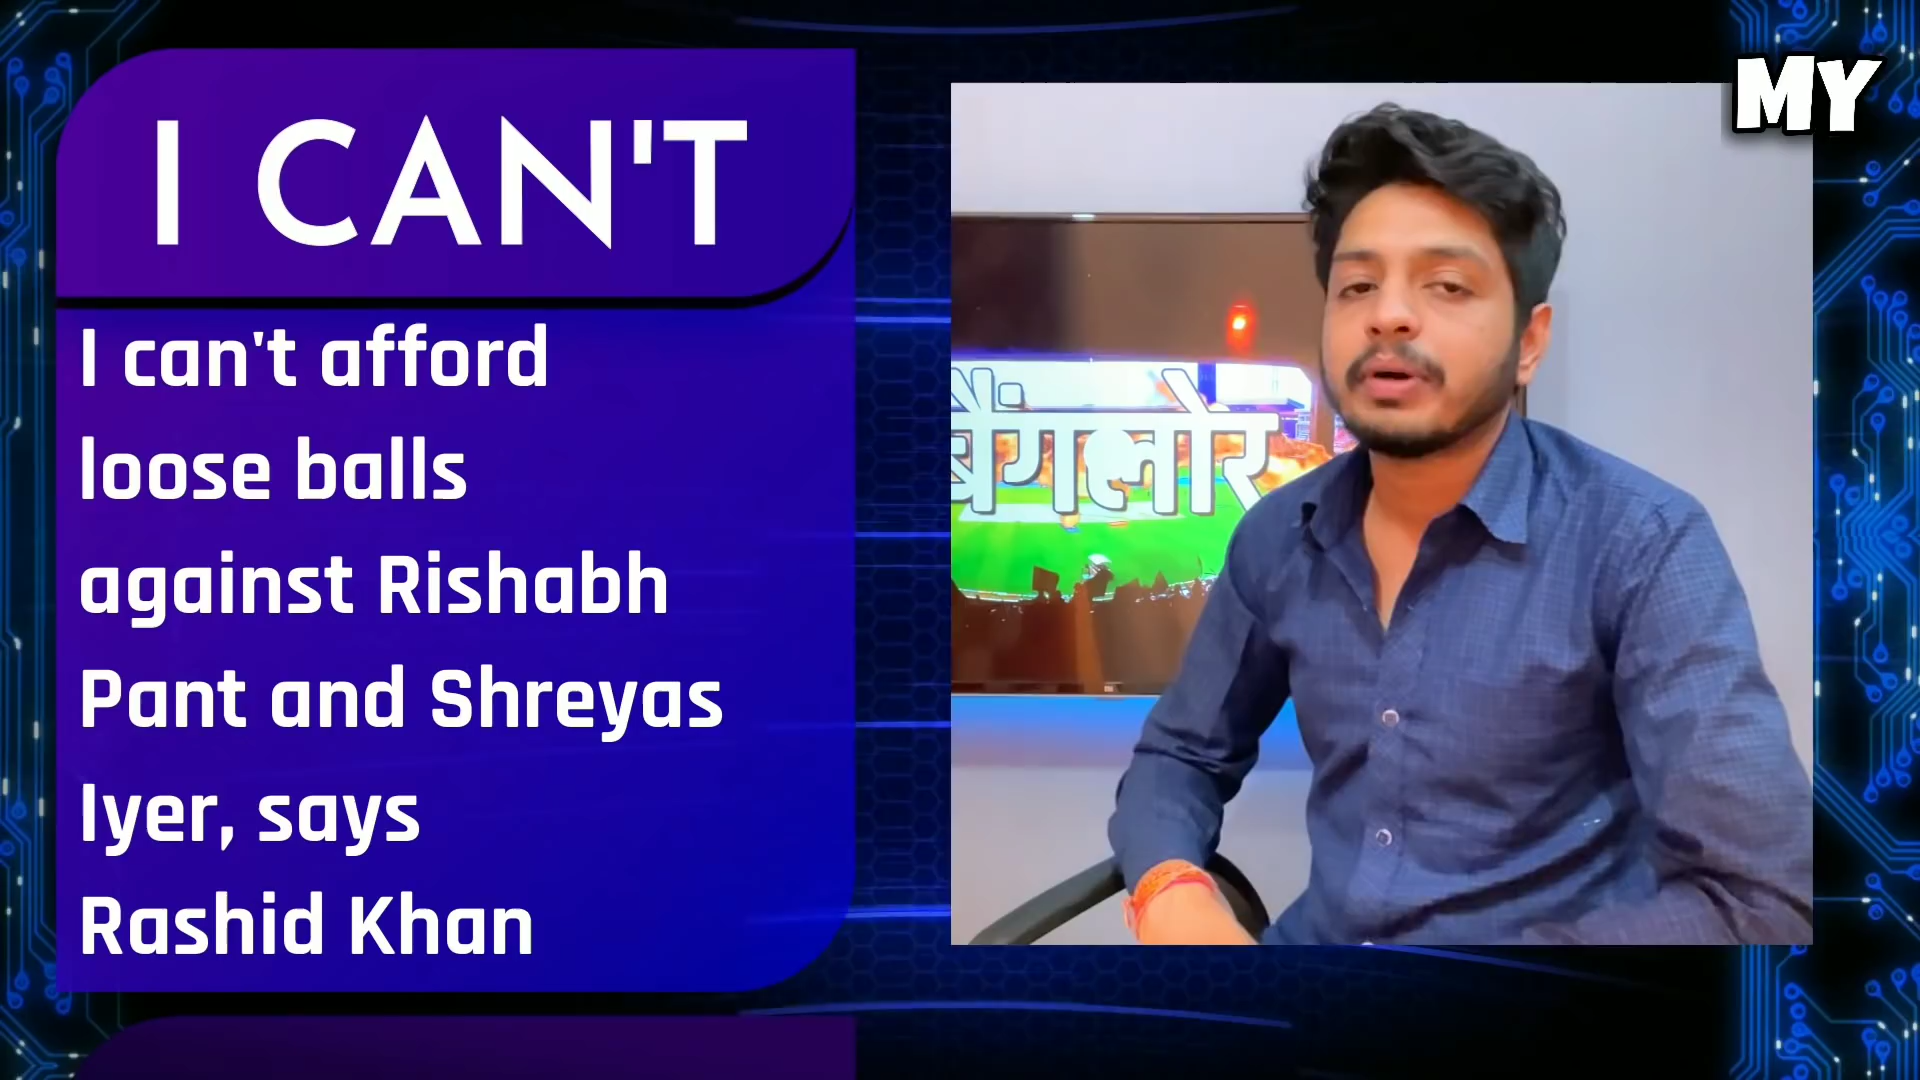 I CAN'T
I can't afford
loose balls
against Rishabh
Pant and Shreyas
Iyer, says
Rashid Khan
MY
बैंगलोर